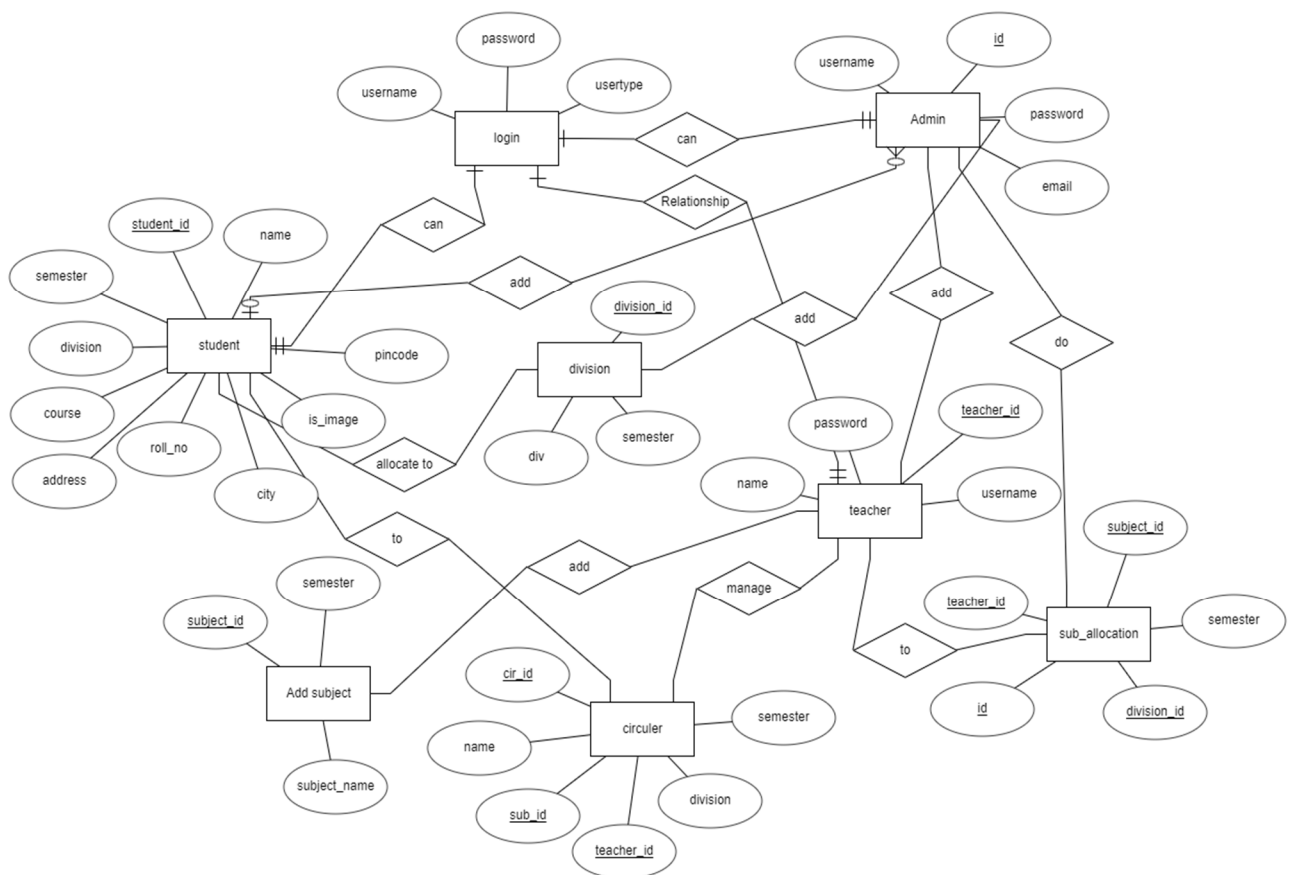 password
id
username
usertype
username
login
can
Admin
password
Relationship
email
student_id
name
can
semester
add
division_id
add
add
division
student
pincode
division
do
course
is_image
semester
password
teacher_id
roll_no
allocate to
div
address
city
name
teacher
username
to
subject_id
add
semester
manage
teacher_id
subject_id
sub_allocation
semester
to
cir_id
Add subject
id
division_id
semester
circuler
name
subject_name
division
sub_id
teacher_id